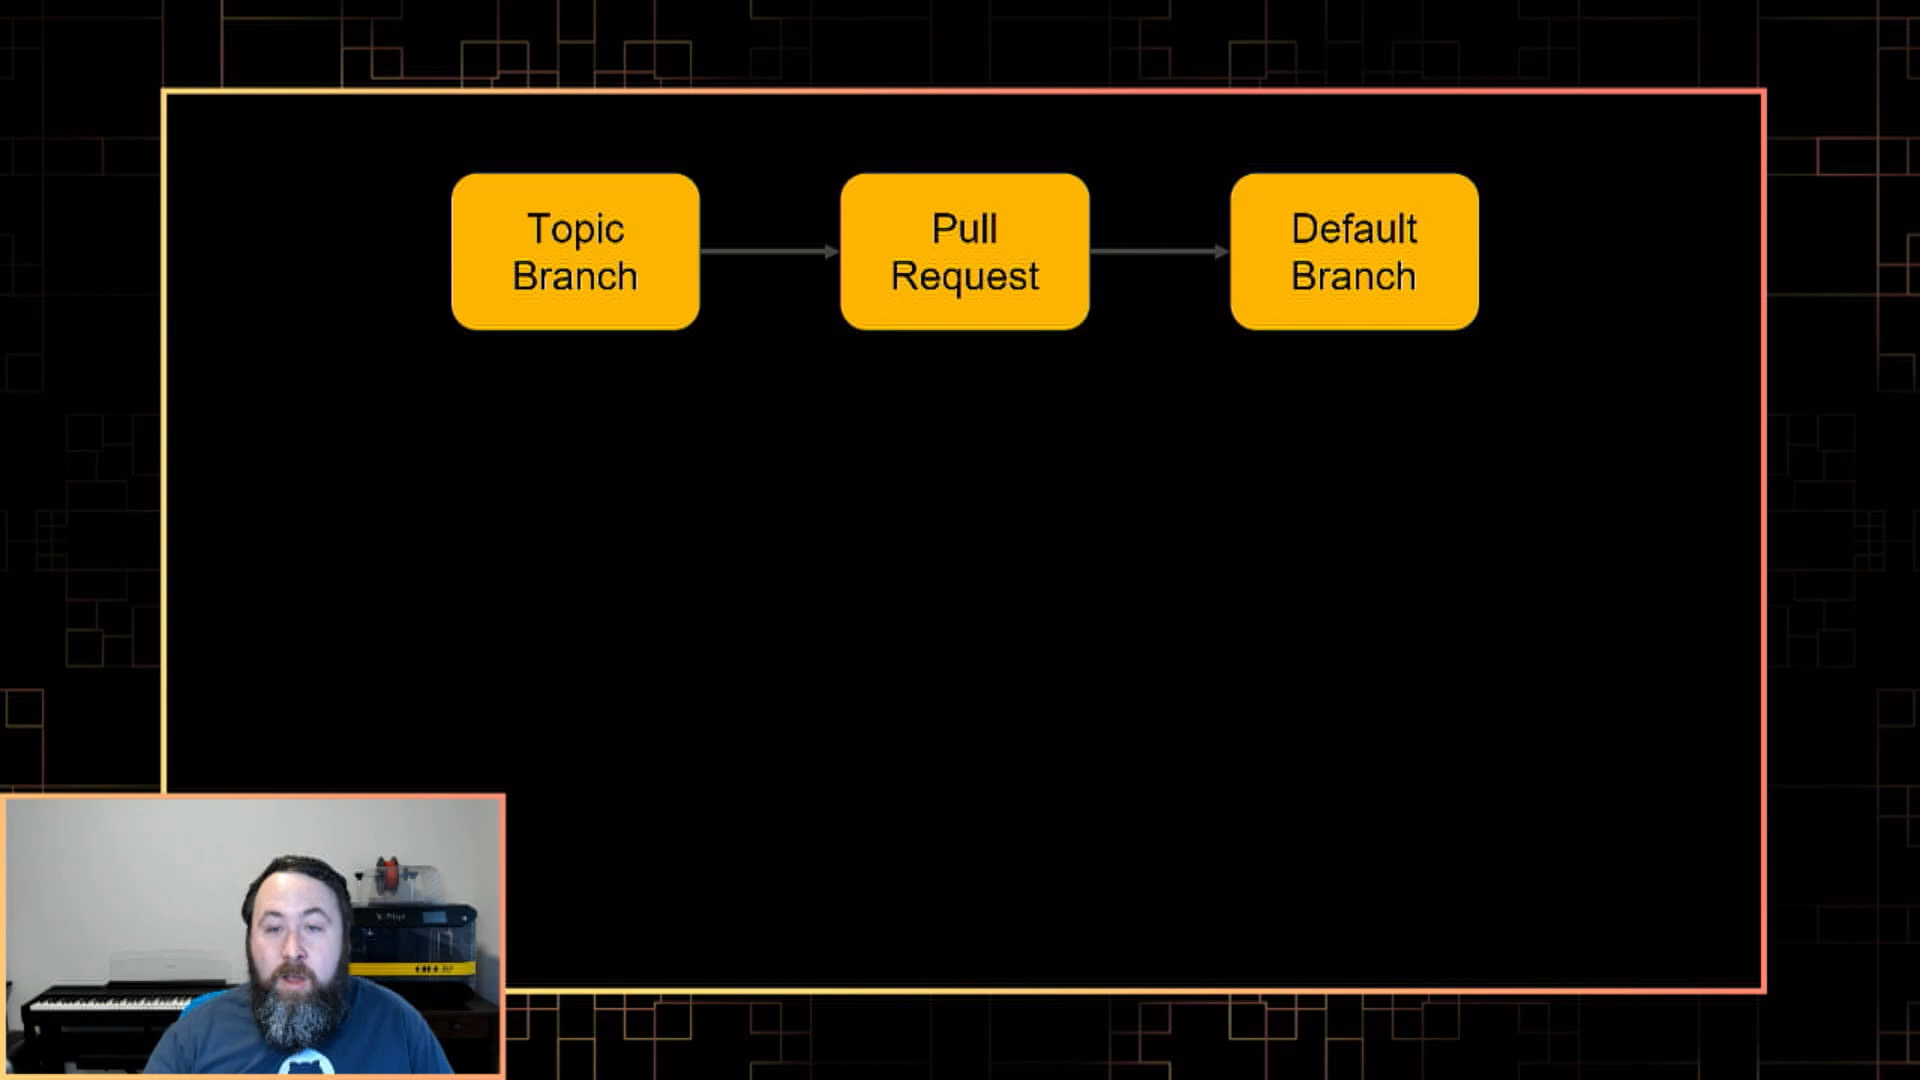 Topic
Branch
Pull
Request
Default
Branch